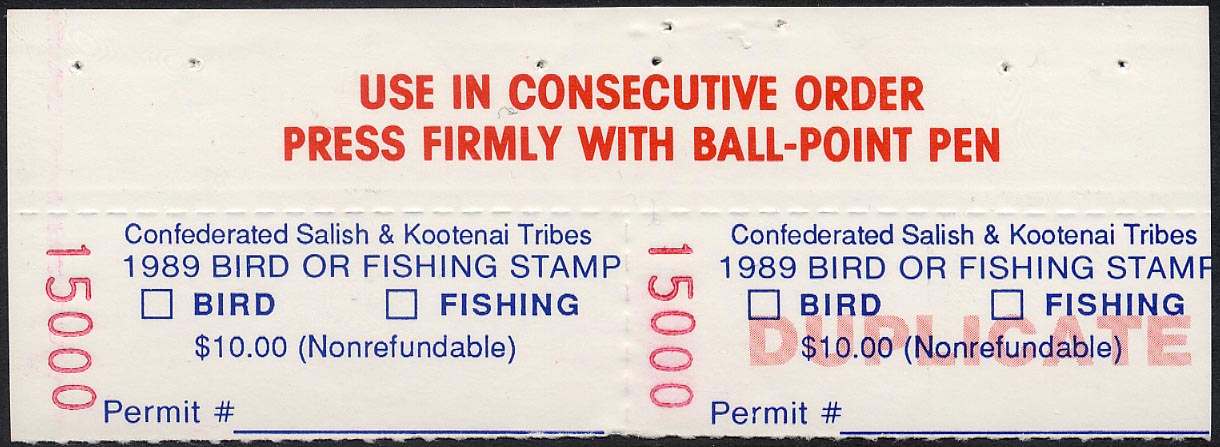 USE IN CONSECUTIVE ORDER
PRESS FIRMLY WITH BALL-POINT PEN
15000
Confederated Salish & Kootenai Tribes
1989 BIRD OR FISHING STAMP
BIRD FISHING
$10.00 (Nonrefundable)
Permit #
15000
Confederated Salish & Kootenai Tribes
1989 BIRD OR FISHING STAMP
BIRD FISHING
DUPLICATE
$10.00 (Nonrefundable)
Permit #